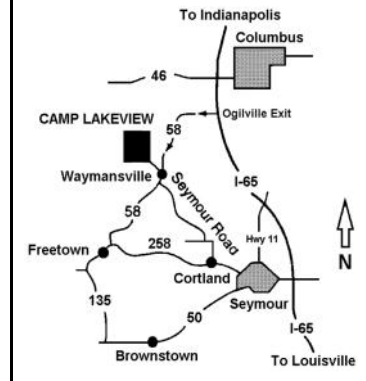 To Indianapolis
Columbus
46
Ogilville Exit
CAMP LAKEVIEW
58
Waymansville
Seymour Road
I-65
58
Hwy 11
N
Freetown
258
Cortland
Seymour
135
50
I-65
Brownstown
To Louisville